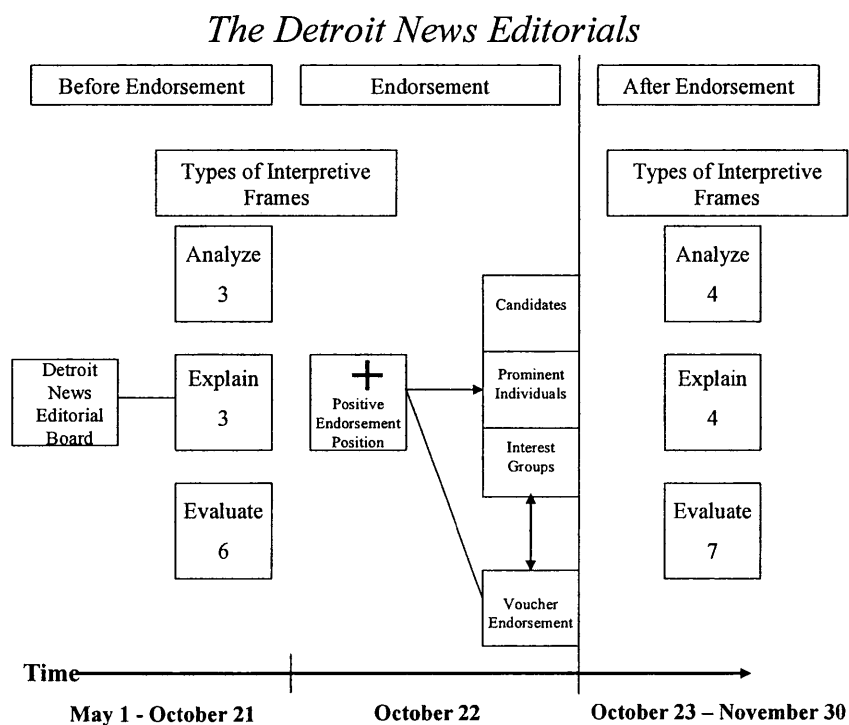 The Detroit News Editorials
Before Endorsement
Endorsement
After Endorsement
Types of Interpretive
Frames
Types of Interpretive
Frames
Analyze
3
Analyze
4
Candidates
Detroit
News
Editorial
Board
Explain
3
Positive
Endorsement
Position
Prominent
Individuals
Explain
4
Interest
Groups
Evaluate
6
Evaluate
7
Voucher
Endorsement
Time
May 1 - October 21
October 22
October 23 – November 30